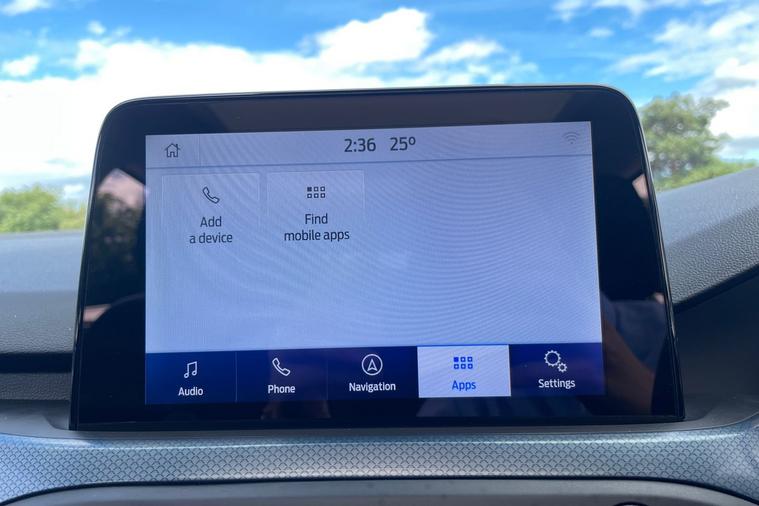 2:36 25°
Add
a device
Find
mobile apps
Audio
Phone
Navigation
Apps
Settings